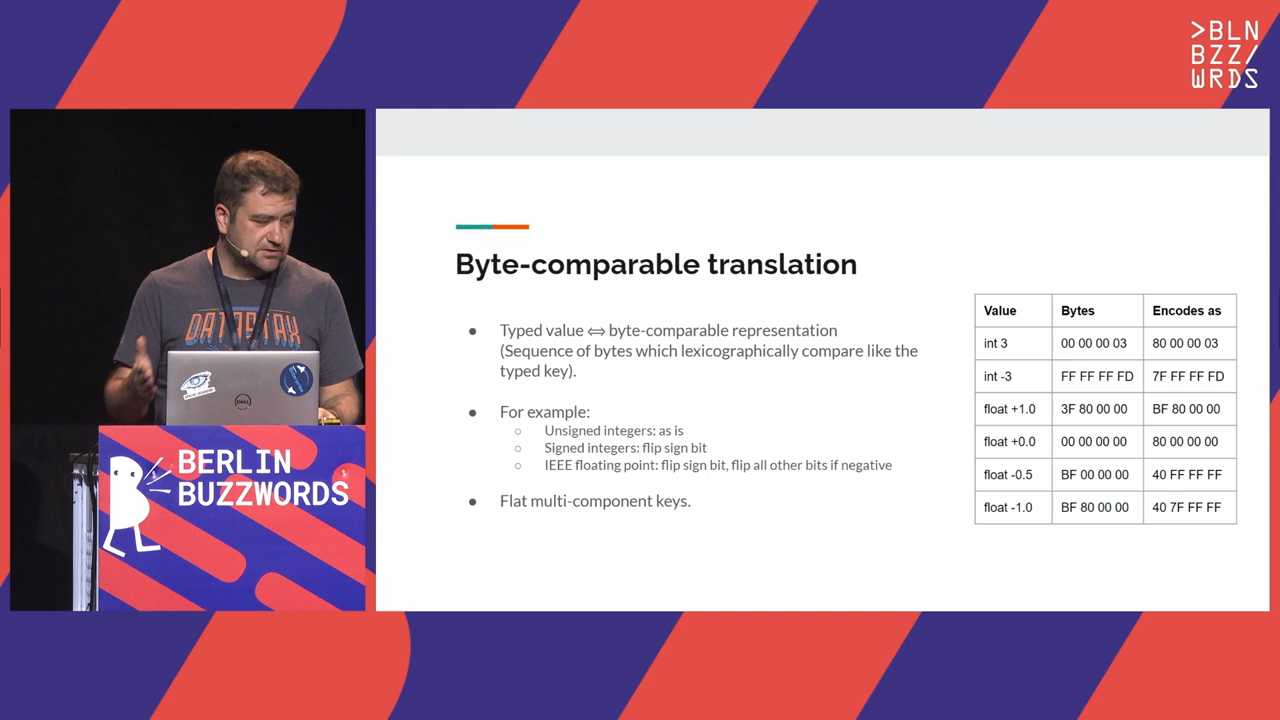 >BLN
BZZ/
WRDS
DATASTAX
DELL
BERLIN
BUZZWORDS
Byte-comparable translation
● Typed value ⇔ byte-comparable representation
(Sequence of bytes which lexicographically compare like the
typed key).
● For example:
○ Unsigned integers: as is
○ Signed integers: flip sign bit
○ IEEE floating point: flip sign bit, flip all other bits if negative
● Flat multi-component keys.
Value Bytes Encodes as
int 3 00 00 00 03 80 00 00 03
int -3 FF FF FF FD 7F FF FF FD
float +1.0 3F 80 00 00 BF 80 00 00
float +0.0 00 00 00 00 80 00 00 00
float -0.5 BF 00 00 00 40 FF FF FF
float -1.0 BF 80 00 00 40 7F FF FF